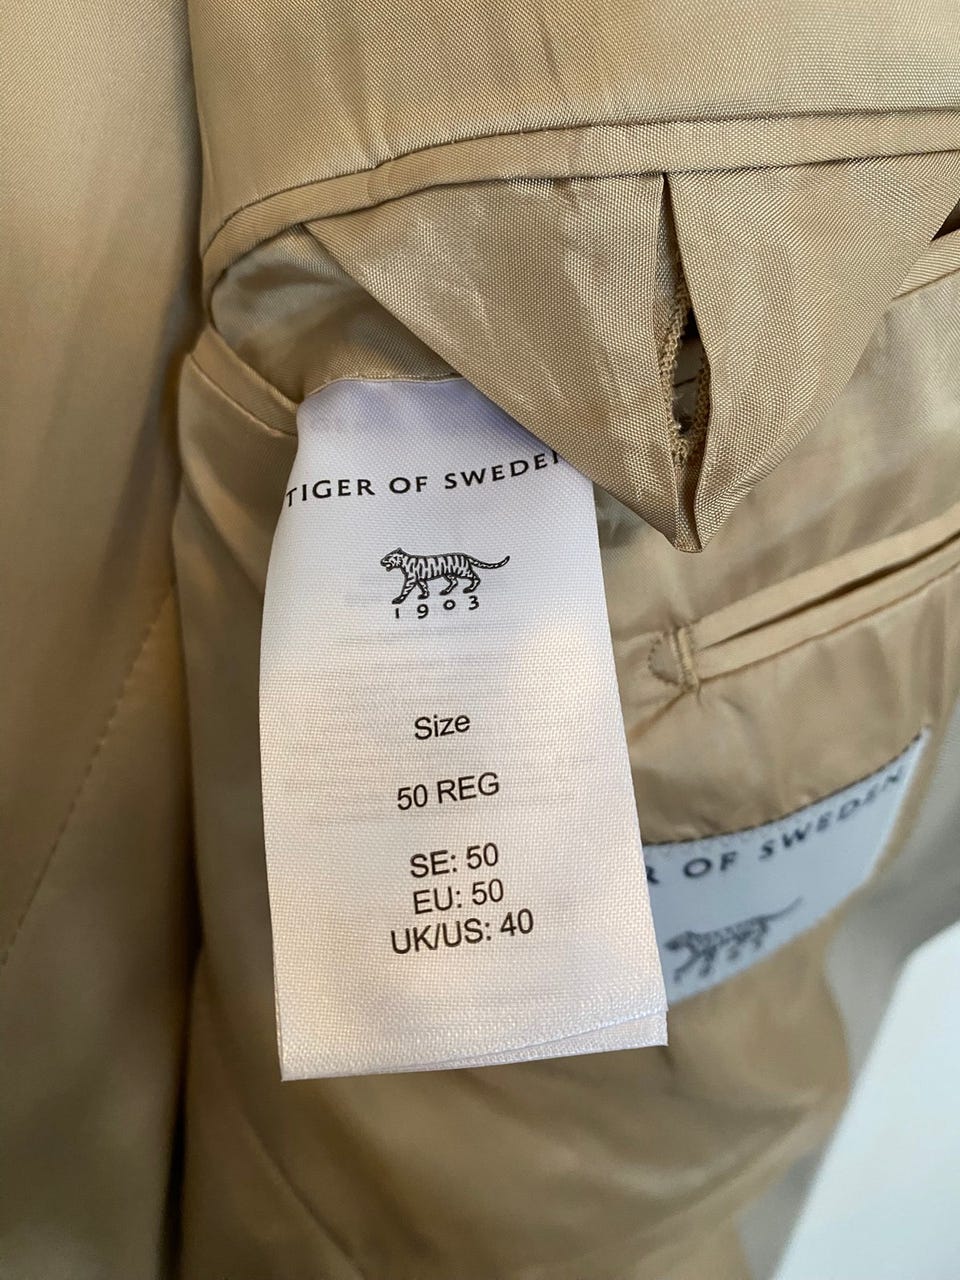 TIGER OF SWEDEN
1903
Size
50 REG
SE: 50
EU: 50
UK/US: 40
OF SWEDEN